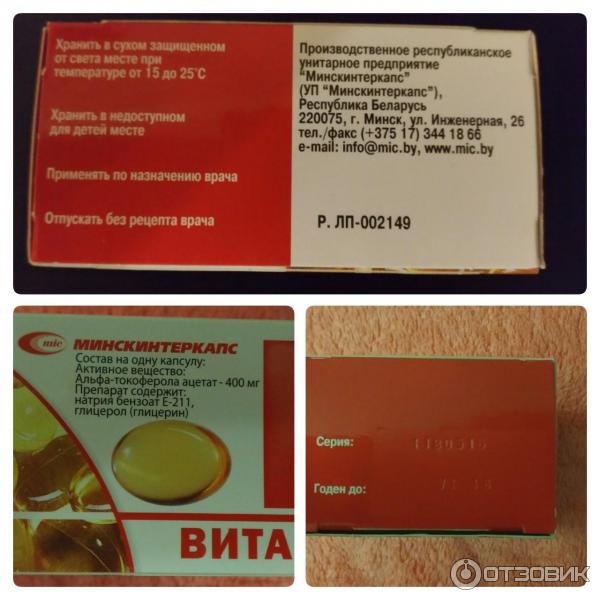 Хранить в сухом защищенном
от света месте при
температуре от 15 до 25°С
Хранить в недоступном
для детей месте
Применять по назначению врача
Отпускать без рецепта врача
Производственное республиканское
унитарное предприятие
"Минскинтеркапс"
(УП "Минскинтеркапс"),
Республика Беларусь
220075, г. Минск, ул. Инженерная, 26
тел./факс (+375 17) 344 18 66
e-mail: info@mic.by, www.mic.by
Р. ЛП-002149
mic МИНСКИНТЕРКАПС
Состав на одну капсулу:
Активное вещество:
Альфа-токоферола ацетат - 400 мг
Препарат содержит:
натрия бензоат Е-211,
глицерол (глицерин)
ВИТА
Серия:
Годен до:
ОТЗОВИК